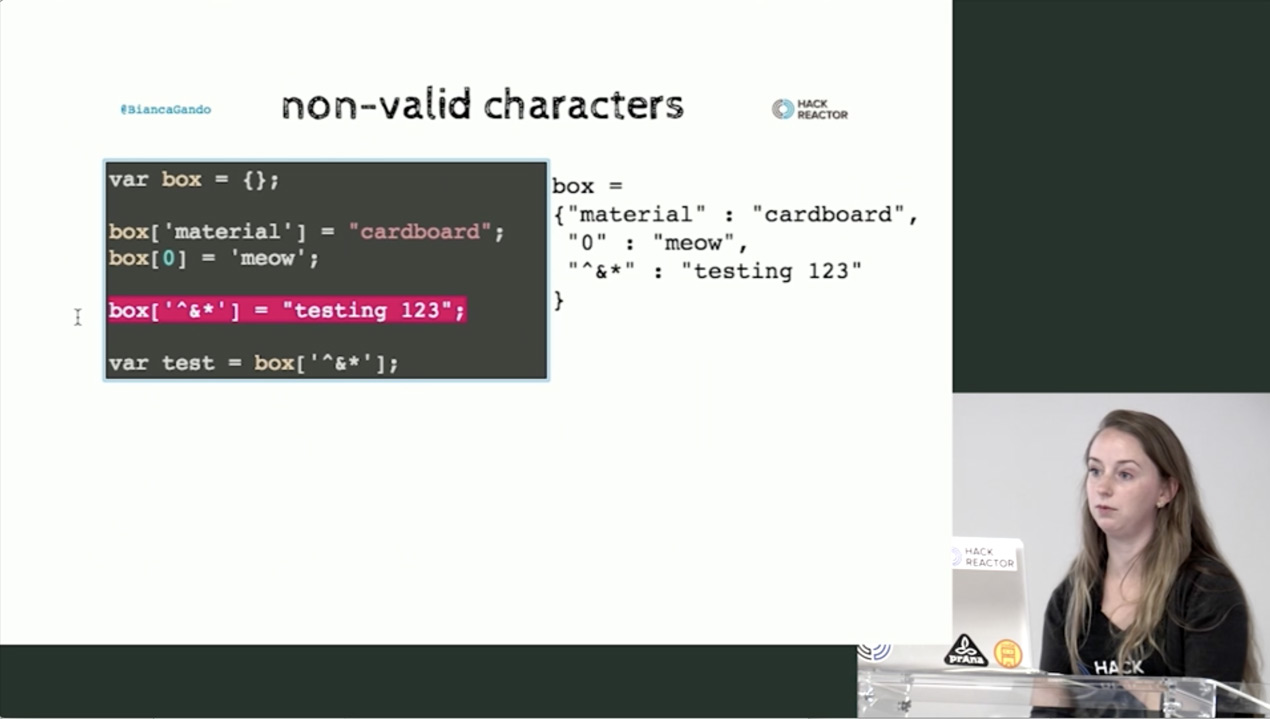 @BiancaGando
non-valid characters
HACK
REACTOR
var box = {};
box['material'] = "cardboard";
box[0] = 'meow';
box['^&*'] = "testing 123";
var test = box['^&*'];
box =
{"material" : "cardboard",
"0" : "meow",
"^&*" : "testing 123"
}
HACK
REACTOR
prAna
HACK